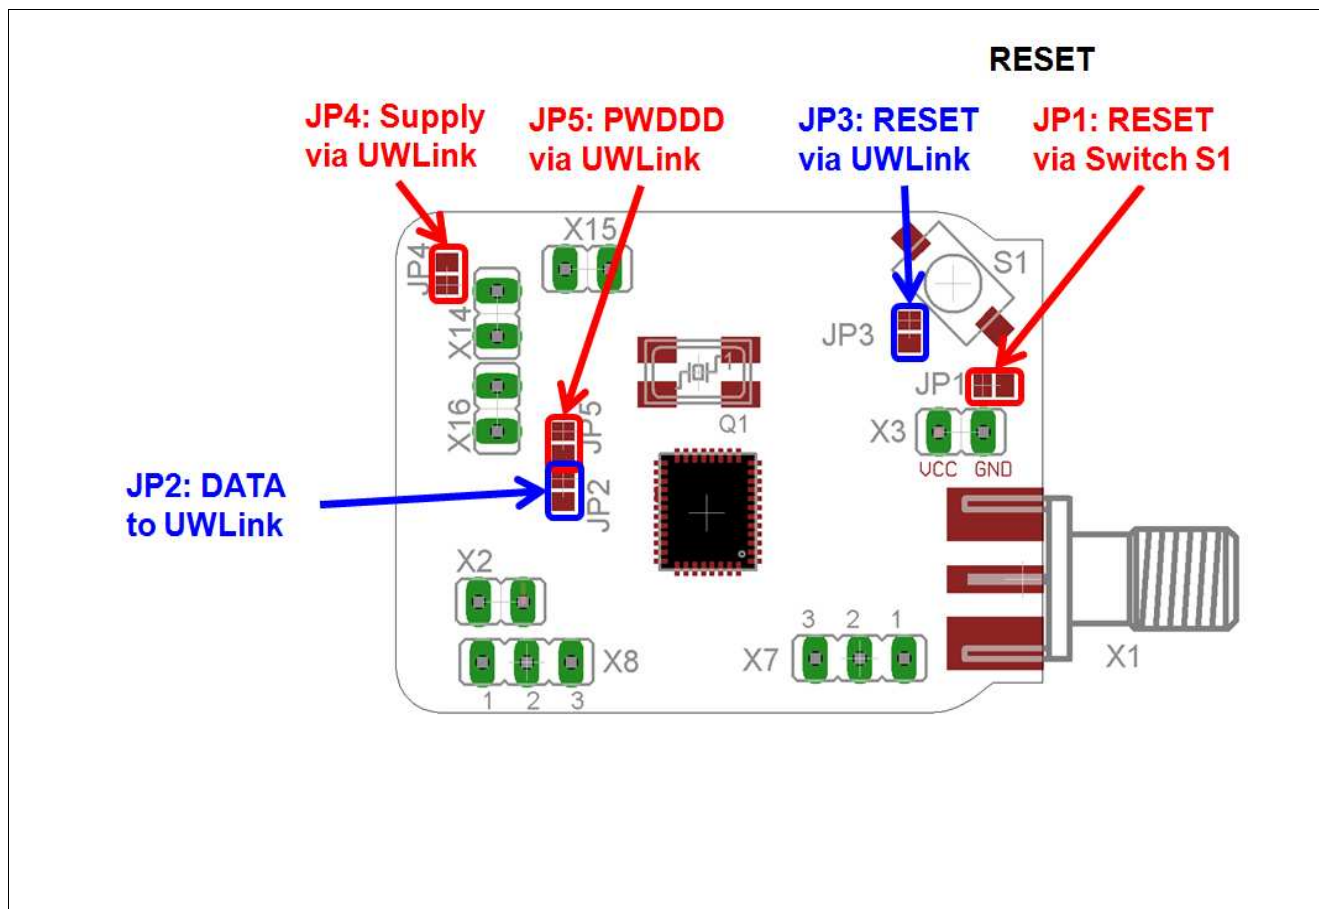 RESET
JP4: Supply
via UWLink
JP5: PWDDD
via UWLink
JP3: RESET
via UWLink
JP1: RESET
via Switch S1
X15
JP4
S1
X14
JP3
1
JP1
X16
JP5
Q1
X3
VCC GND
JP2: DATA
to UWLink
JP2
X2
3 2 1
X8
X7
X1
1 2 3